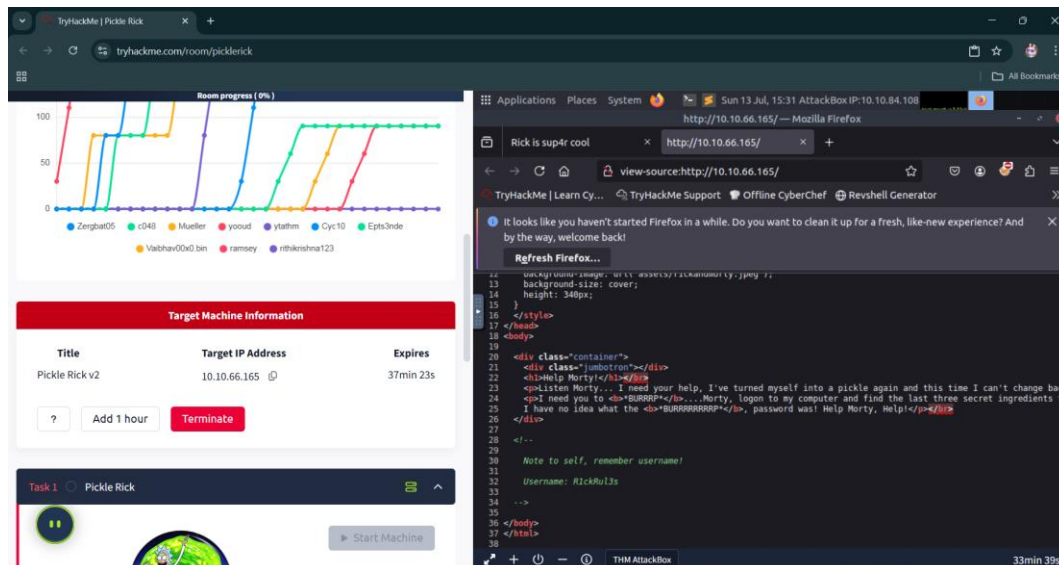 TryHackMe | Pickle Rick
tryhackme.com/room/picklerick
All Bookmarks
Room progress ( 0% )
100
50
0
Zergbat05 c048 Mueller yooud ytathm Cyc10 Epts3nde
Vaibhav00x0.bin ramsey rithikrishna123
Target Machine Information
Title Target IP Address Expires
Pickle Rick v2 10.10.66.165 37min 23s
? Add 1 hour Terminate
Task 1 Pickle Rick
Start Machine
Applications Places System Sun 13 Jul, 15:31 AttackBox IP:10.10.84.108
http://10.10.66.165/ — Mozilla Firefox
Rick is sup4r cool http://10.10.66.165/
view-source:http://10.10.66.165/
TryHackMe | Learn Cy... TryHackMe Support Offline CyberChef Revshell Generator
It looks like you haven't started Firefox in a while. Do you want to clean it up for a fresh, like-new experience? And
by the way, welcome back!
Refresh Firefox...
12 background-image: url("assets/rickandmorty.jpeg");
13 background-size: cover;
14 height: 340px;
15 }
16 </style>
17 </head>
18 <body>
19
20 <div class="container">
21 <div class="jumbotron"></div>
22 <h1>Help Morty!</h1></br>
23 <p>Listen Morty... I need your help, I've turned myself into a pickle again and this time I can't change ba
24 <p>I need you to <b>*BURRRP*</b>....Morty, logon to my computer and find the last three secret ingredients
25 I have no idea what the <b>*BURRRRRRRRP*</b>, password was! Help Morty, Help!</p></br>
26 </div>
27
28 <!--
29
30 Note to self, remember username!
31
32 Username: R1ckRul3s
33
34 -->
35
36 </body>
37 </html>
38
THM AttackBox 33min 39s